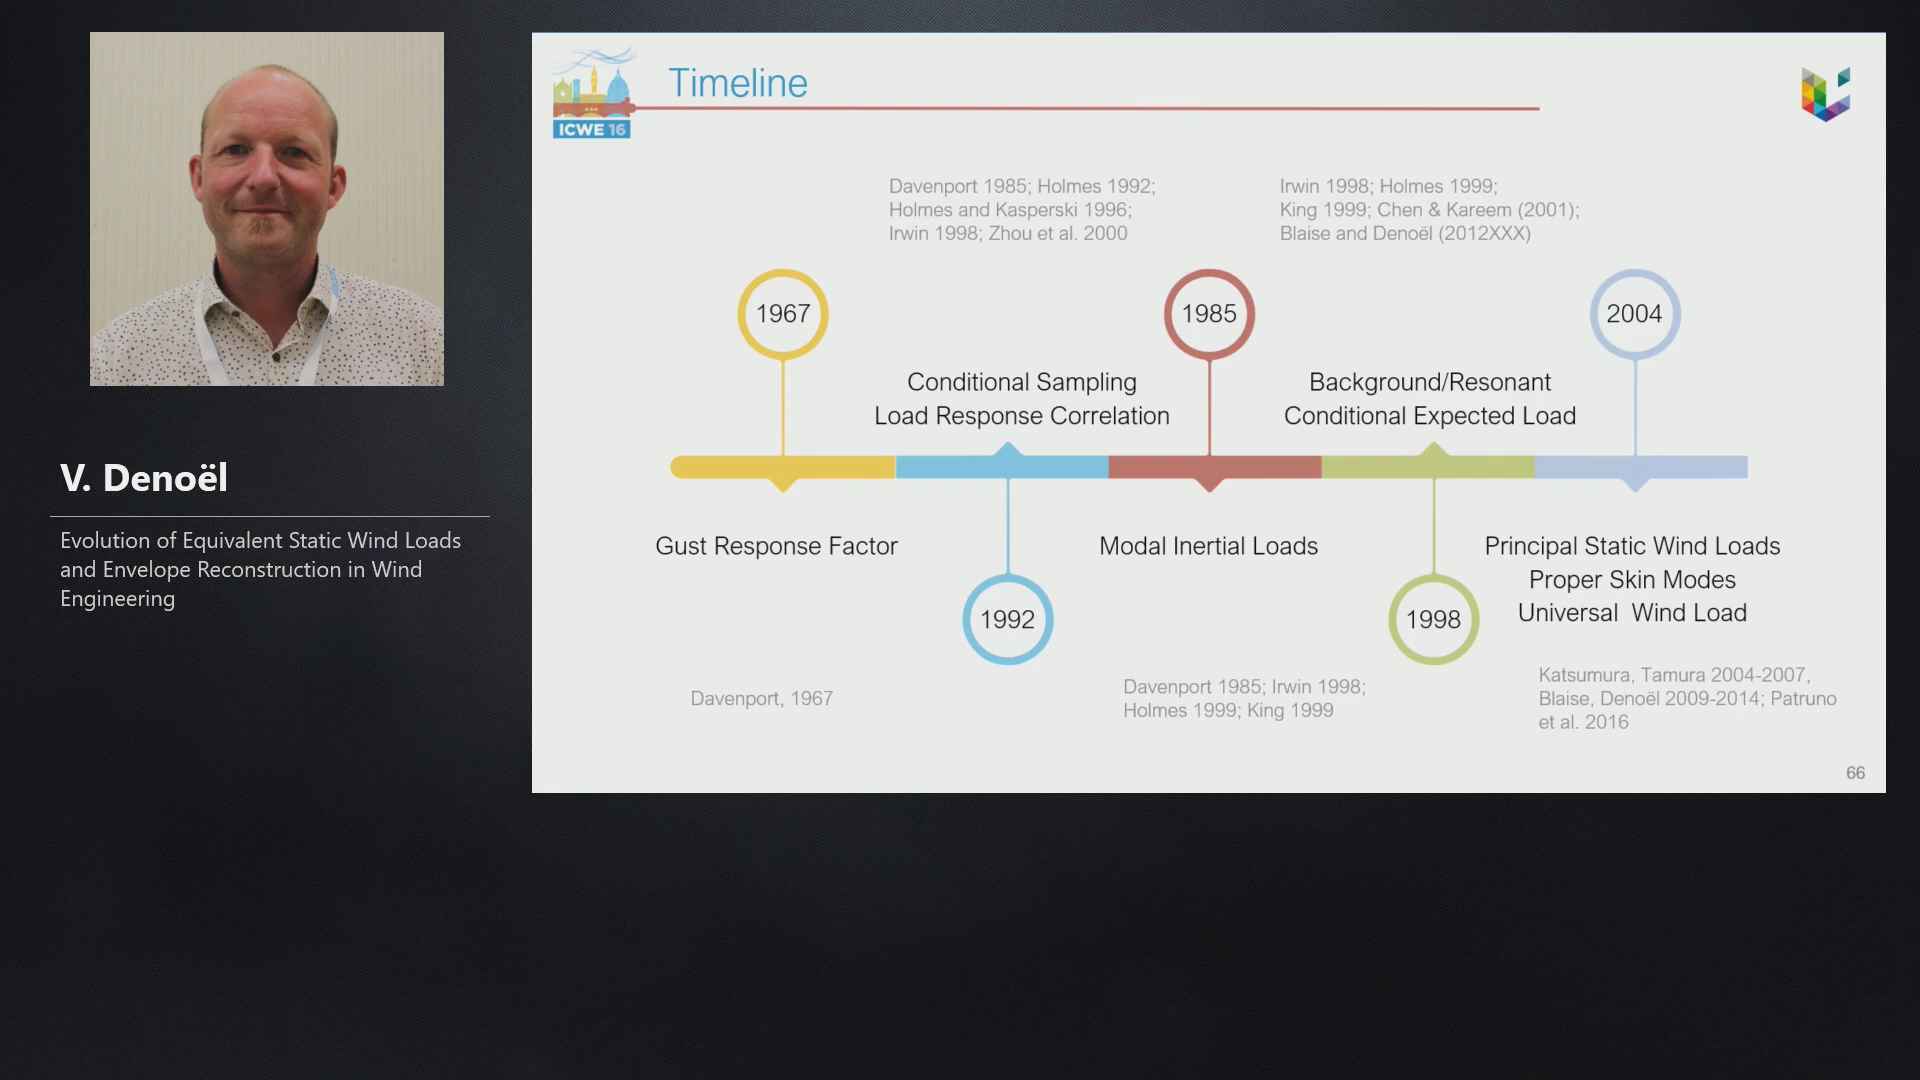 V. Denoël
Evolution of Equivalent Static Wind Loads
and Envelope Reconstruction in Wind
Engineering
ICWE 16
Timeline
Davenport 1985; Holmes 1992;
Holmes and Kasperski 1996;
Irwin 1998; Zhou et al. 2000
Irwin 1998; Holmes 1999;
King 1999; Chen & Kareem (2001);
Blaise and Denoël (2012XXX)
1967
1985
2004
Conditional Sampling
Load Response Correlation
Background/Resonant
Conditional Expected Load
Gust Response Factor
Modal Inertial Loads
Principal Static Wind Loads
Proper Skin Modes
Universal  Wind Load
1992
1998
Davenport, 1967
Davenport 1985; Irwin 1998;
Holmes 1999; King 1999
Katsumura, Tamura 2004-2007,
Blaise, Denoël 2009-2014; Patruno
et al. 2016
66